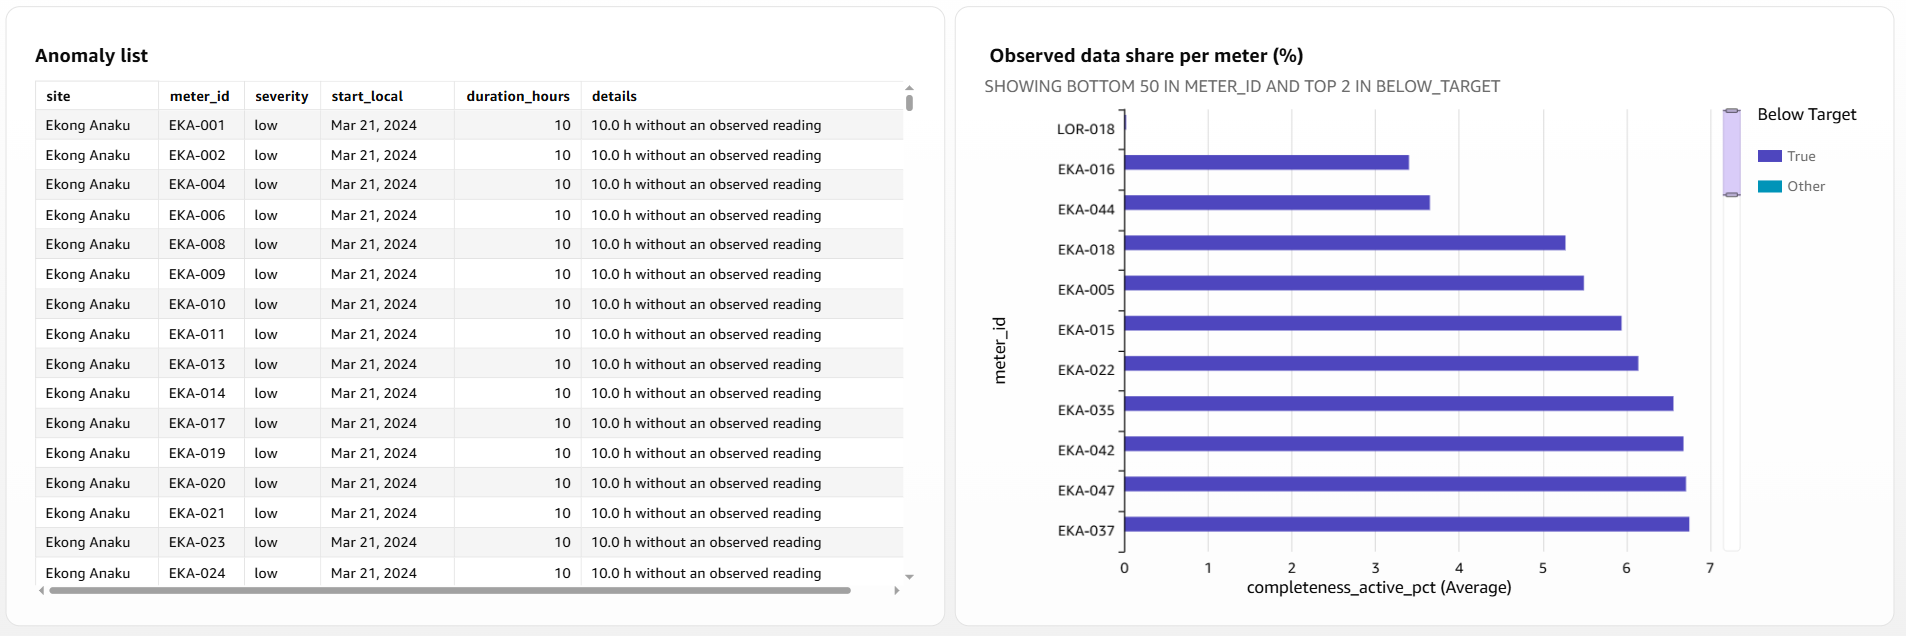 Anomaly list
site meter_id severity start_local duration_hours details
Ekong Anaku EKA-001 low Mar 21, 2024 10 10.0 h without an observed reading
Ekong Anaku EKA-002 low Mar 21, 2024 10 10.0 h without an observed reading
Ekong Anaku EKA-004 low Mar 21, 2024 10 10.0 h without an observed reading
Ekong Anaku EKA-006 low Mar 21, 2024 10 10.0 h without an observed reading
Ekong Anaku EKA-008 low Mar 21, 2024 10 10.0 h without an observed reading
Ekong Anaku EKA-009 low Mar 21, 2024 10 10.0 h without an observed reading
Ekong Anaku EKA-010 low Mar 21, 2024 10 10.0 h without an observed reading
Ekong Anaku EKA-011 low Mar 21, 2024 10 10.0 h without an observed reading
Ekong Anaku EKA-013 low Mar 21, 2024 10 10.0 h without an observed reading
Ekong Anaku EKA-014 low Mar 21, 2024 10 10.0 h without an observed reading
Ekong Anaku EKA-017 low Mar 21, 2024 10 10.0 h without an observed reading
Ekong Anaku EKA-019 low Mar 21, 2024 10 10.0 h without an observed reading
Ekong Anaku EKA-020 low Mar 21, 2024 10 10.0 h without an observed reading
Ekong Anaku EKA-021 low Mar 21, 2024 10 10.0 h without an observed reading
Ekong Anaku EKA-023 low Mar 21, 2024 10 10.0 h without an observed reading
Ekong Anaku EKA-024 low Mar 21, 2024 10 10.0 h without an observed reading
Observed data share per meter (%)
SHOWING BOTTOM 50 IN METER_ID AND TOP 2 IN BELOW_TARGET
meter_id
LOR-018
EKA-016
EKA-044
EKA-018
EKA-005
EKA-015
EKA-022
EKA-035
EKA-042
EKA-047
EKA-037
0 1 2 3 4 5 6 7
completeness_active_pct (Average)
Below Target
True
Other